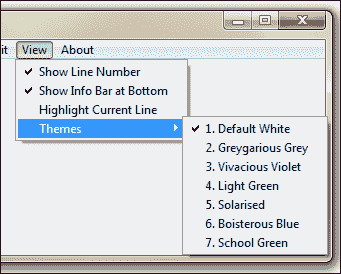 it View About
Show Line Number
Show Info Bar at Bottom
Highlight Current Line
Themes
1. Default White
2. Greygarious Grey
3. Vivacious Violet
4. Light Green
5. Solarised
6. Boisterous Blue
7. School Green